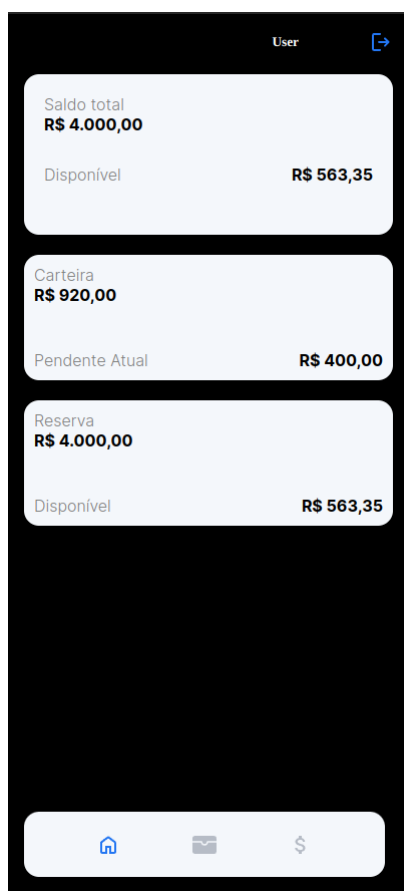 User
Saldo total
R$ 4.000,00
Disponível R$ 563,35
Carteira
R$ 920,00
Pendente Atual R$ 400,00
Reserva
R$ 4.000,00
Disponível R$ 563,35
$